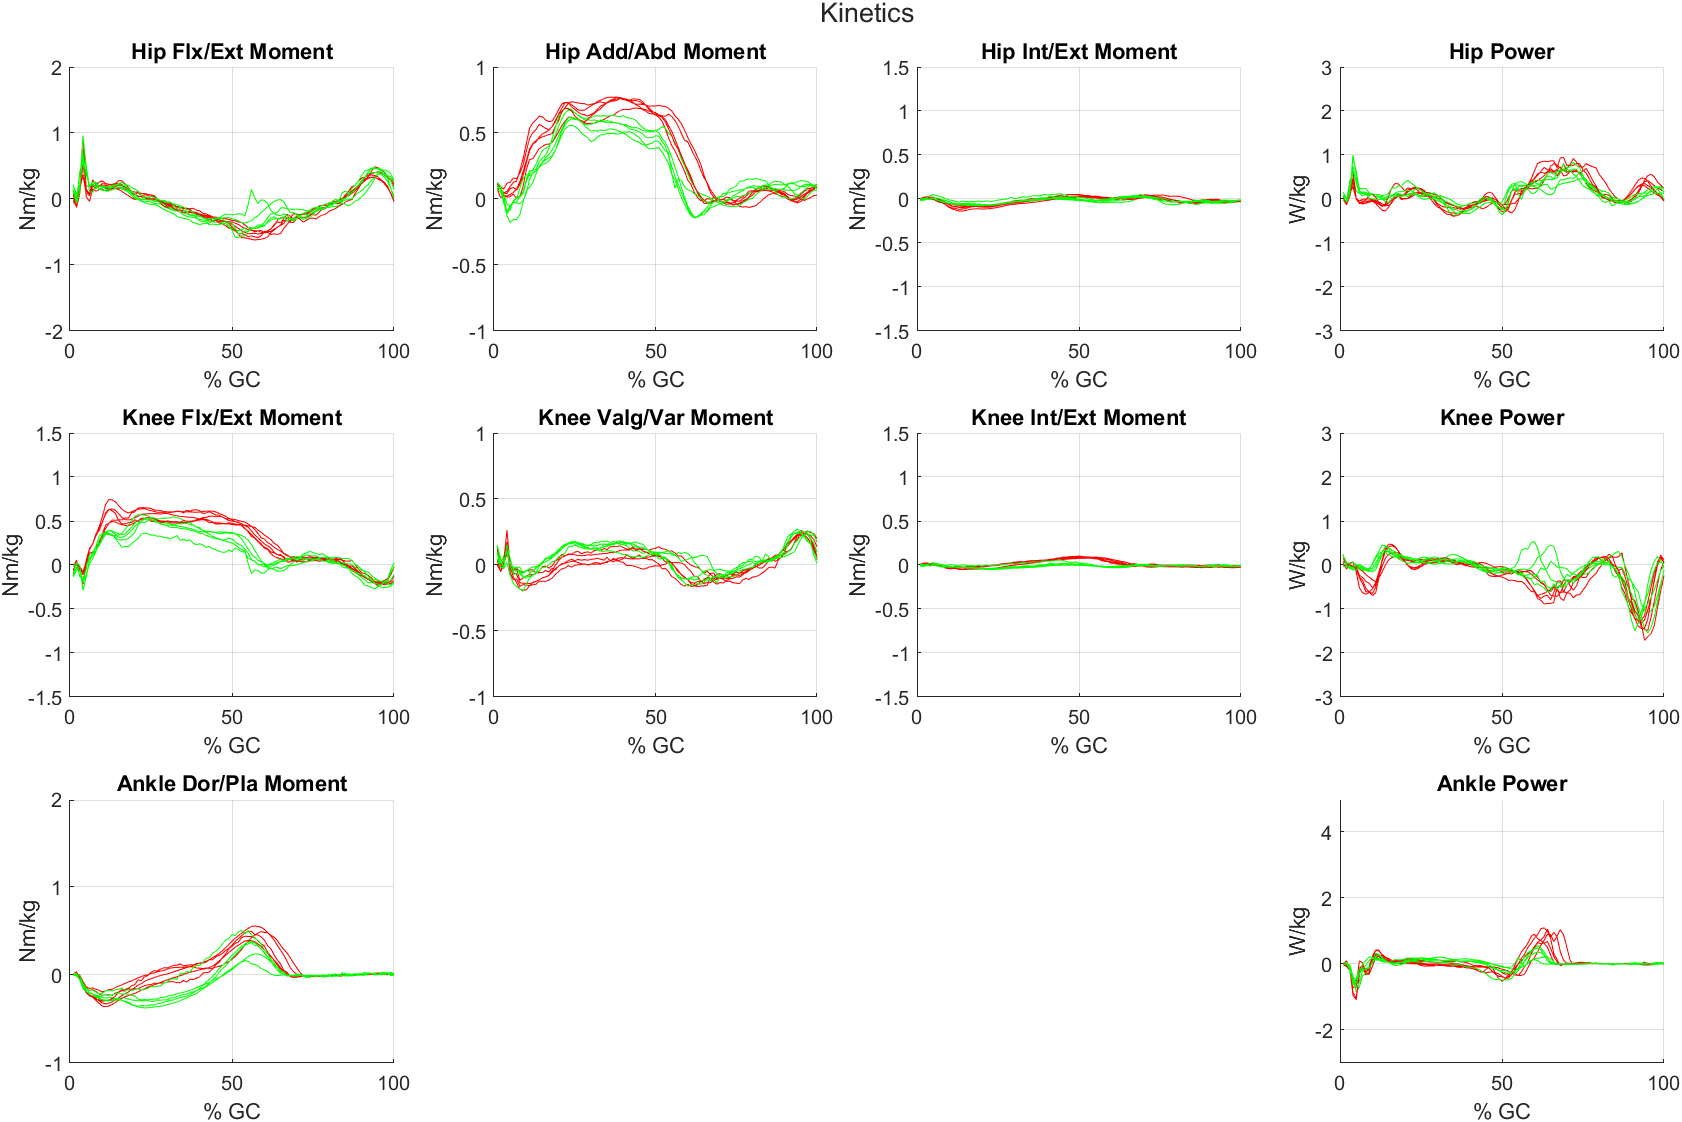 Kinetics
Hip Flx/Ext Moment
Nm/kg
2
1
0
-1
-2
0 50 100
% GC
Hip Add/Abd Moment
Nm/kg
1
0.5
0
-0.5
-1
0 50 100
% GC
Hip Int/Ext Moment
Nm/kg
1.5
1
0.5
0
-0.5
-1
-1.5
0 50 100
% GC
Hip Power
W/kg
3
2
1
0
-1
-2
-3
0 50 100
% GC
Knee Flx/Ext Moment
Nm/kg
1.5
1
0.5
0
-0.5
-1
-1.5
0 50 100
% GC
Knee Valg/Var Moment
Nm/kg
1
0.5
0
-0.5
-1
0 50 100
% GC
Knee Int/Ext Moment
Nm/kg
1.5
1
0.5
0
-0.5
-1
-1.5
0 50 100
% GC
Knee Power
W/kg
3
2
1
0
-1
-2
-3
0 50 100
% GC
Ankle Dor/Pla Moment
Nm/kg
2
1
0
-1
0 50 100
% GC
Ankle Power
W/kg
4
2
0
-2
0 50 100
% GC